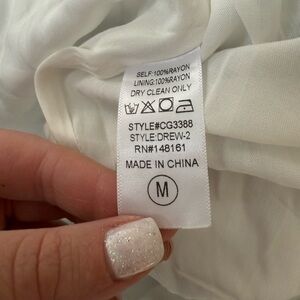 SELF:100%RAYON
LINING:100%RAYON
DRY CLEAN ONLY
STYLE#CG3388
STYLE:DREW-2
RN#148161
MADE IN CHINA
M